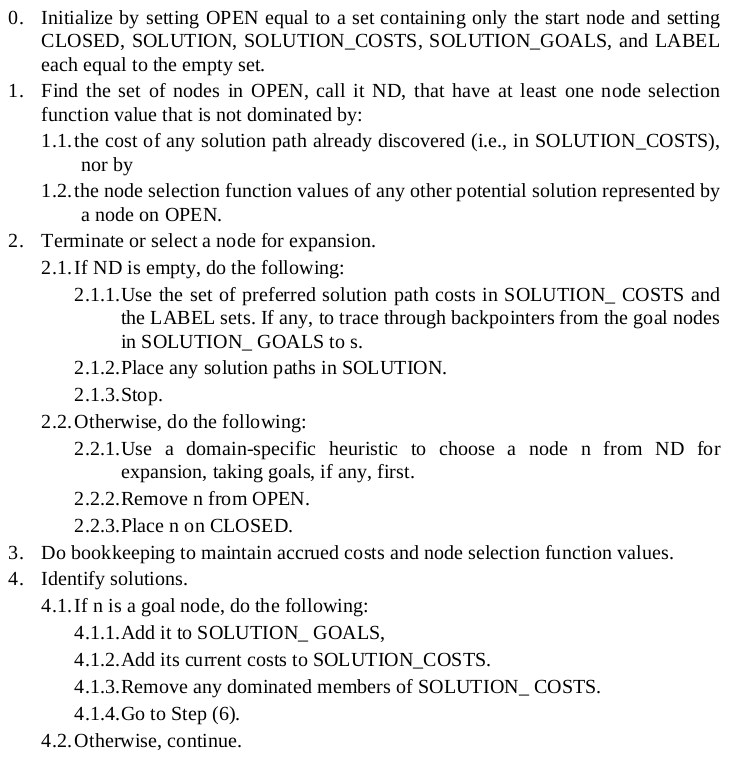 0. Initialize by setting OPEN equal to a set containing only the start node and setting
CLOSED, SOLUTION, SOLUTION_COSTS, SOLUTION_GOALS, and LABEL
each equal to the empty set.
1. Find the set of nodes in OPEN, call it ND, that have at least one node selection
function value that is not dominated by:
1.1. the cost of any solution path already discovered (i.e., in SOLUTION_COSTS),
nor by
1.2. the node selection function values of any other potential solution represented by
a node on OPEN.
2. Terminate or select a node for expansion.
2.1. If ND is empty, do the following:
2.1.1. Use the set of preferred solution path costs in SOLUTION_ COSTS and
the LABEL sets. If any, to trace through backpointers from the goal nodes
in SOLUTION_ GOALS to s.
2.1.2. Place any solution paths in SOLUTION.
2.1.3. Stop.
2.2. Otherwise, do the following:
2.2.1. Use a domain-specific heuristic to choose a node n from ND for
expansion, taking goals, if any, first.
2.2.2. Remove n from OPEN.
2.2.3. Place n on CLOSED.
3. Do bookkeeping to maintain accrued costs and node selection function values.
4. Identify solutions.
4.1. If n is a goal node, do the following:
4.1.1. Add it to SOLUTION_ GOALS,
4.1.2. Add its current costs to SOLUTION_COSTS.
4.1.3. Remove any dominated members of SOLUTION_ COSTS.
4.1.4. Go to Step (6).
4.2. Otherwise, continue.